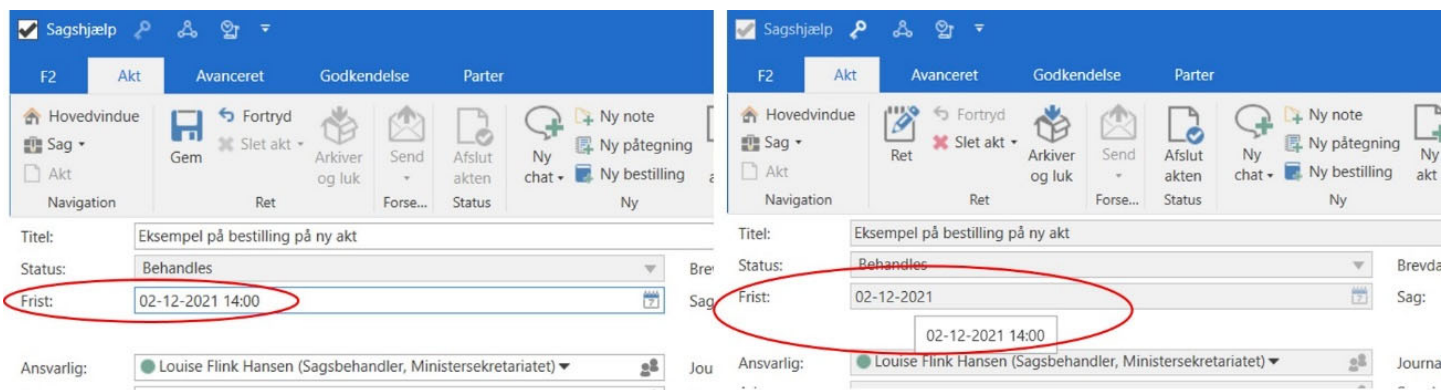 Sagshjælp
F2 Akt Avanceret Godkendelse Parter
Hovedvindue
Sag
Akt
Navigation
Gem
Fortryd
Slet akt
Arkiver
og luk
Ret
Send
Forse...
Afslut
akten
Status
Ny
chat
Ny note
Ny påtegning
Ny bestilling
Ny
Titel: Eksempel på bestilling på ny akt
Status: Behandles
Frist: 02-12-2021 14:00
Sag
Ansvarlig: Louise Flink Hansen (Sagsbehandler, Ministersekretariatet)
Jou
Sagshjælp
F2 Akt Avanceret Godkendelse Parter
Hovedvindue
Sag
Akt
Navigation
Ret
Fortryd
Slet akt
Arkiver
og luk
Ret
Send
Forse...
Afslut
akten
Status
Ny
chat
Ny note
Ny påtegning
Ny bestilling
Ny
Ny
akt
Titel: Eksempel på bestilling på ny akt
Status: Behandles
Brevda
Frist: 02-12-2021
Sag:
02-12-2021 14:00
Ansvarlig: Louise Flink Hansen (Sagsbehandler, Ministersekretariatet)
Journa